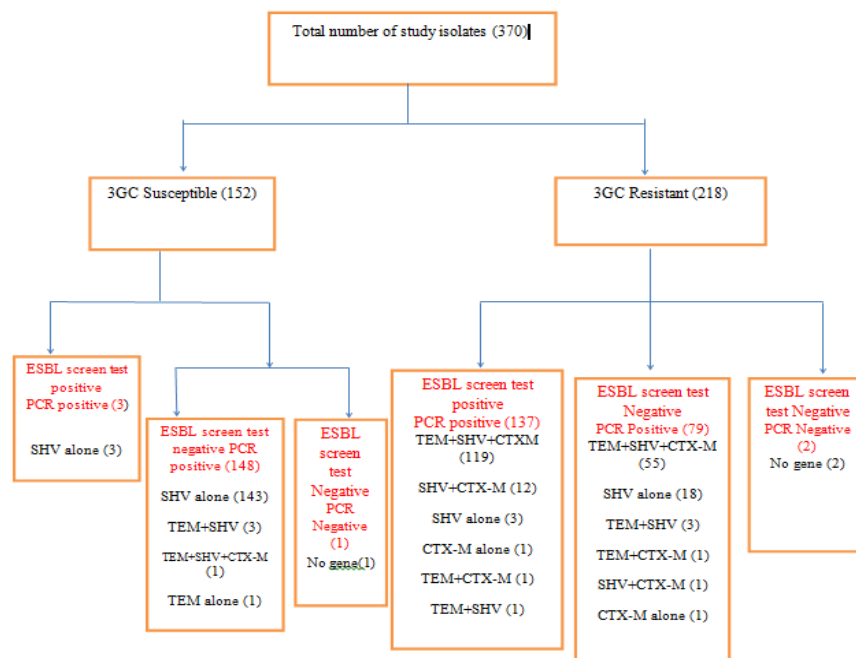 Total number of study isolates (370)
3GC Susceptible (152)
3GC Resistant (218)
ESBL screen test
positive
PCR positive (3)
SHV alone (3)
ESBL screen test
negative PCR
positive (148)
SHV alone (143)
TEM+SHV (3)
TEM+SHV+CTX-M
(1)
TEM alone (1)
ESBL
screen
test
Negative
PCR
Negative
(1)
No gene(1)
ESBL screen test
positive
PCR positive (137)
TEM+SHV+CTXM
(119)
SHV+CTX-M (12)
SHV alone (3)
CTX-M alone (1)
TEM+CTX-M (1)
TEM+SHV (1)
ESBL screen test
Negative
PCR Positive (79)
TEM+SHV+CTX-M
(55)
SHV alone (18)
TEM+SHV (3)
TEM+CTX-M (1)
SHV+CTX-M (1)
CTX-M alone (1)
ESBL screen
test Negative
PCR Negative
(2)
No gene (2)